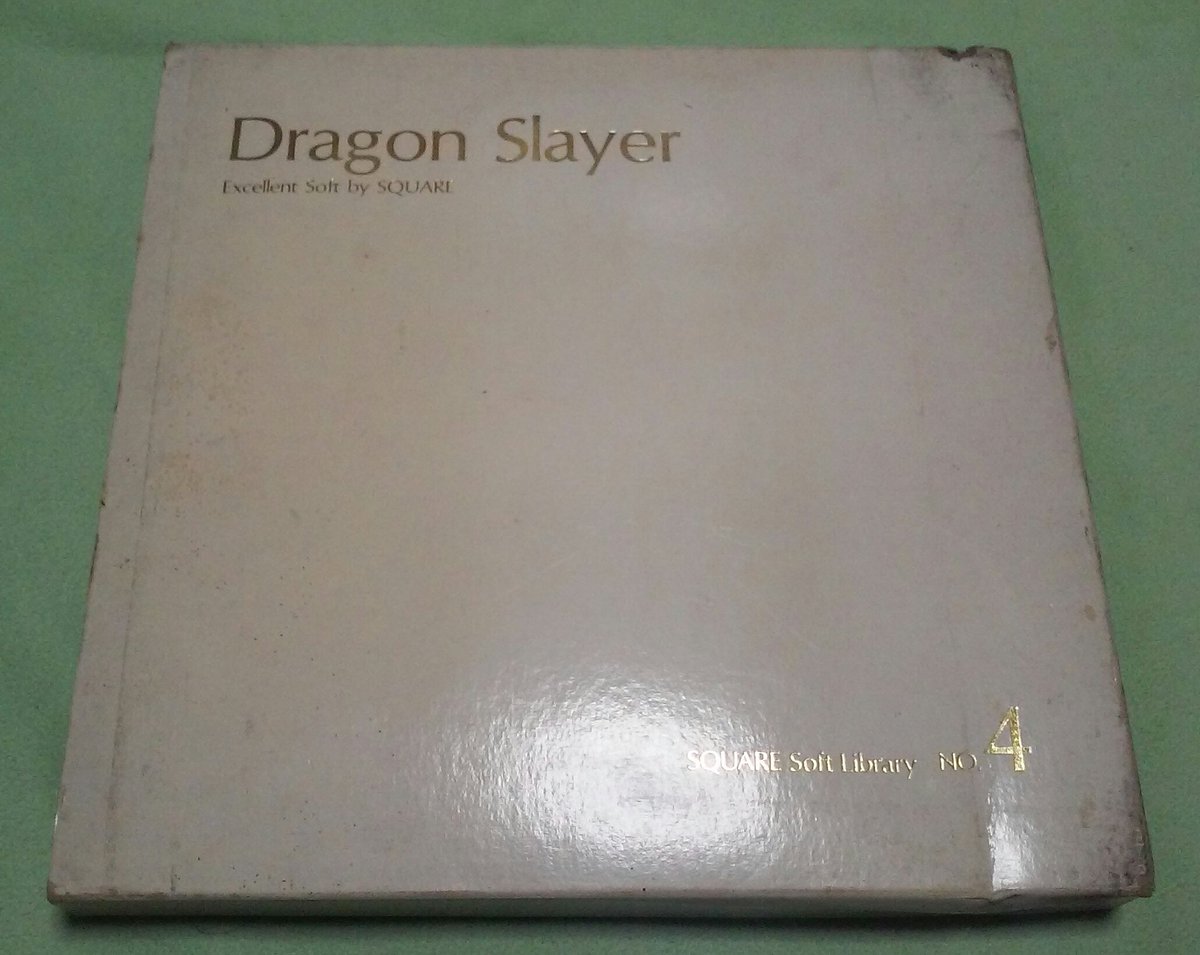 Dragon Slayer
Excellent Soft by SQUARE
SQUARE Soft Library NO. 4